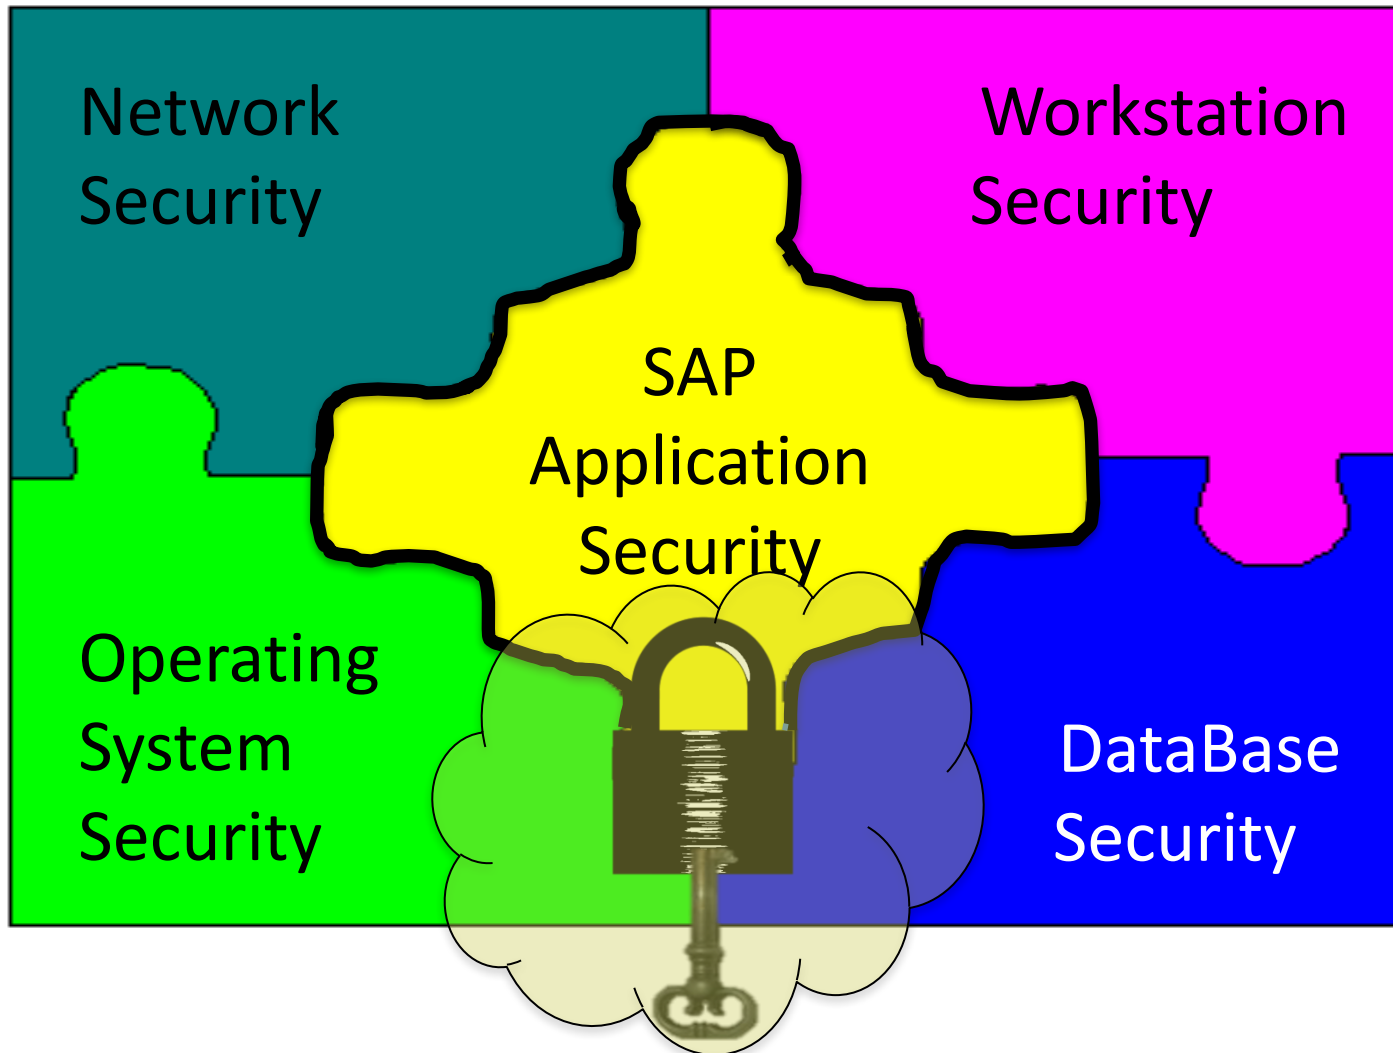 Network
Security
Workstation
Security
SAP
Application
Security
Operating
System
Security
DataBase
Security